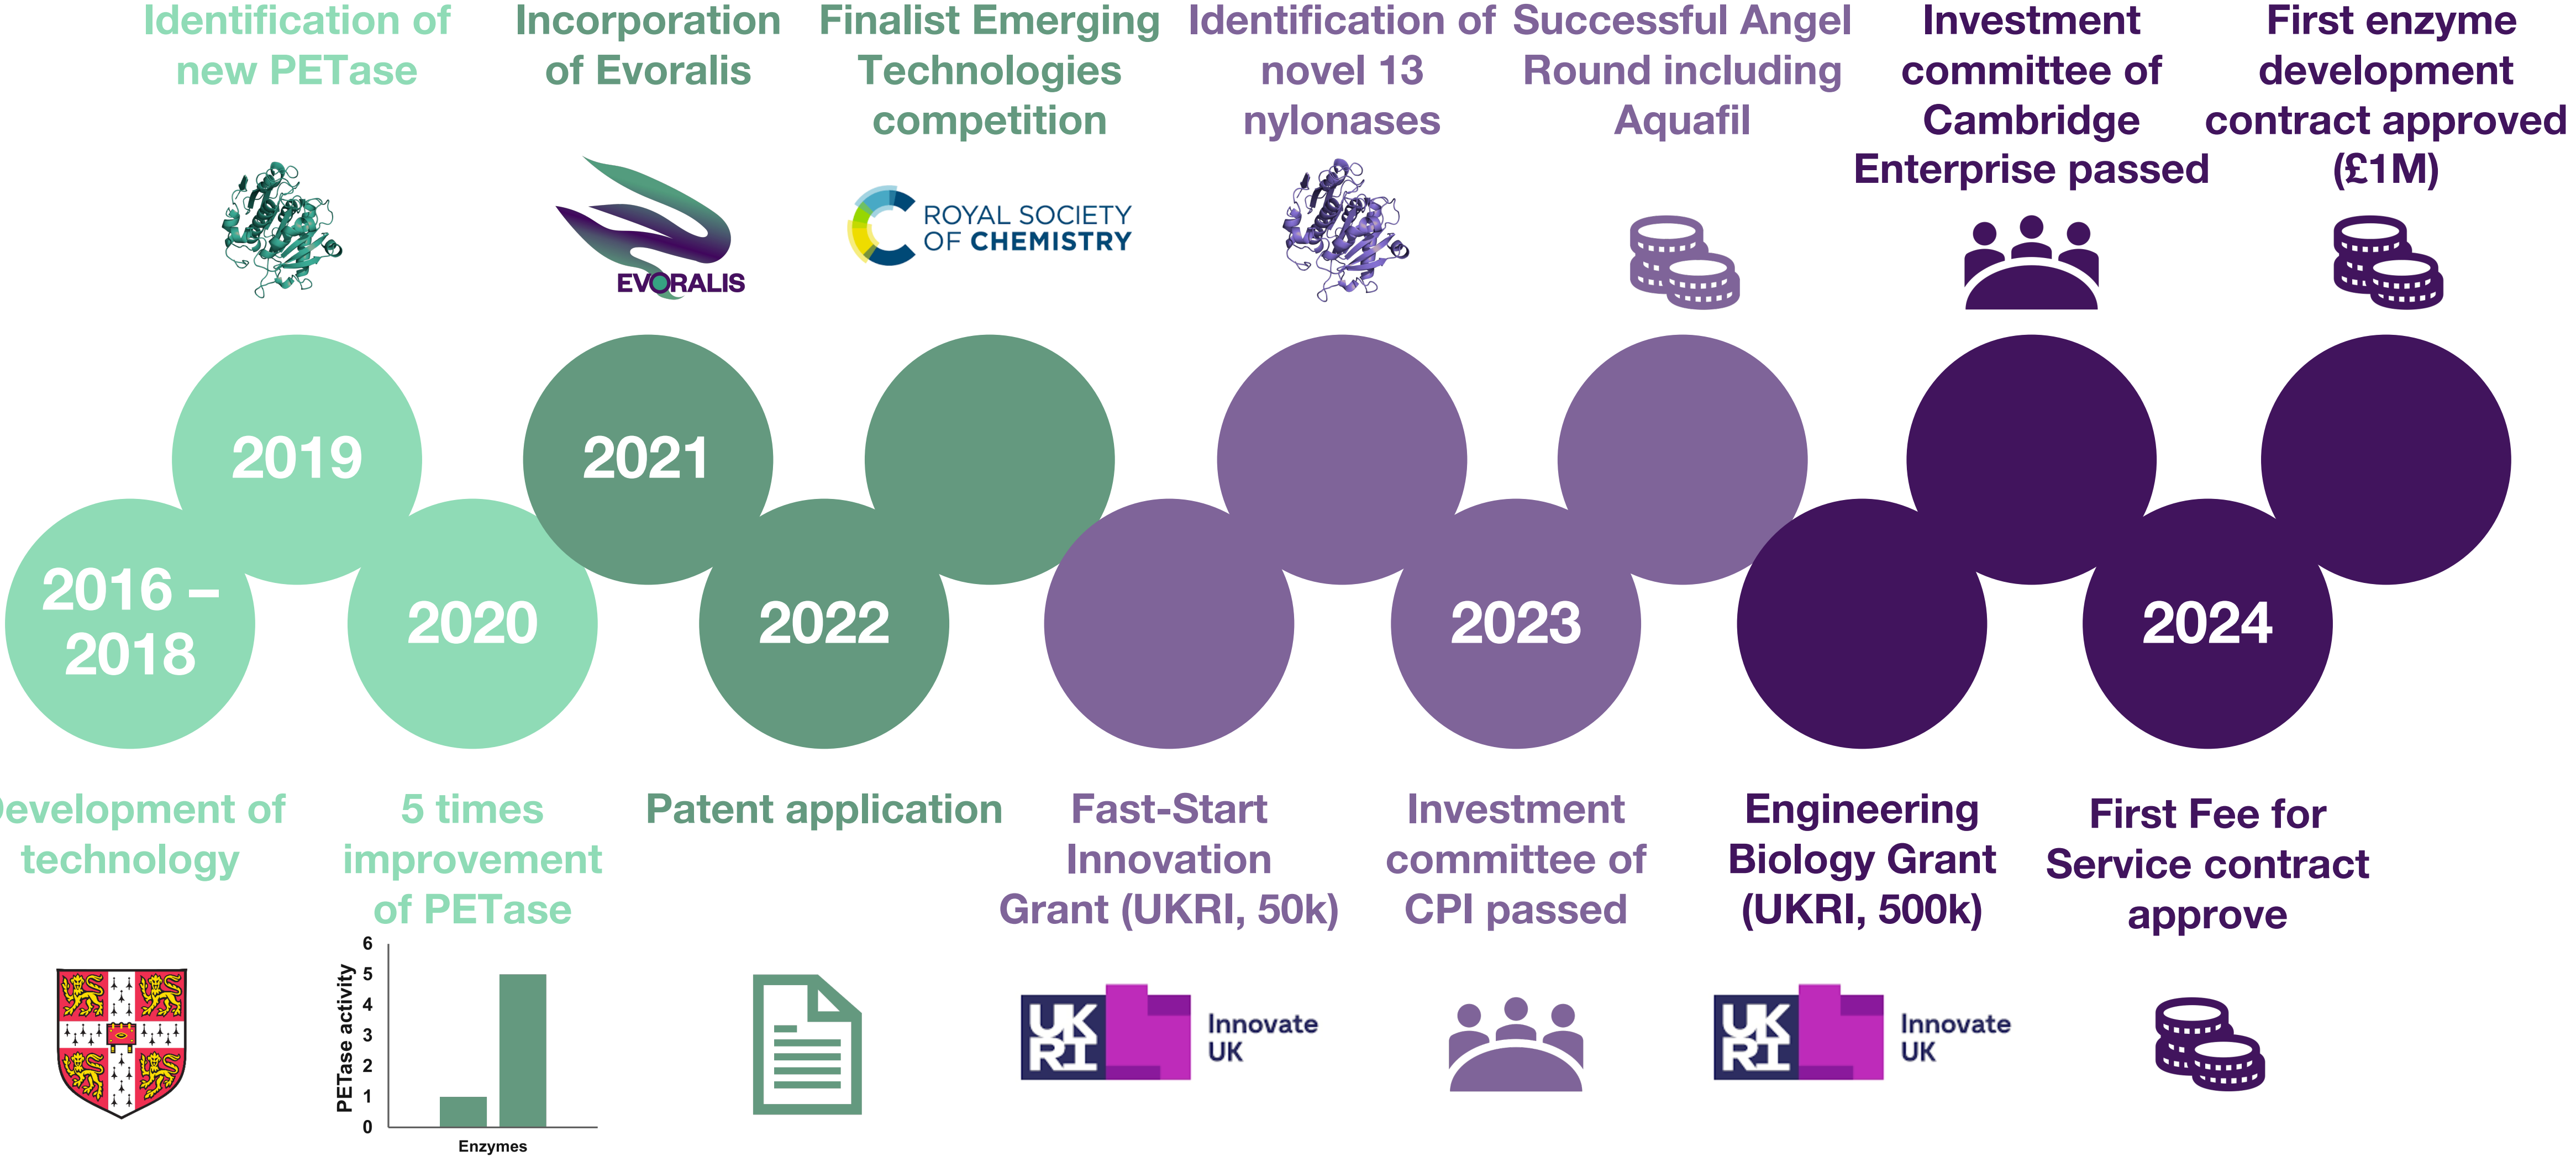 Identification of
new PETase
Incorporation
of Evoralis
Finalist Emerging
Technologies
competition
Identification of
novel 13
nylonases
Successful Angel
Round including
Aquafil
Investment
committee of
Cambridge
Enterprise passed
First enzyme
development
contract approved
(£1M)
EVORALIS
ROYAL SOCIETY
OF CHEMISTRY
2019
2021
2016 –
2018
2020
2022
2023
2024
evelopment of
technology
5 times
improvement
of PETase
Patent application
Fast-Start
Innovation
Grant (UKRI, 50k)
Investment
committee of
CPI passed
Engineering
Biology Grant
(UKRI, 500k)
First Fee for
Service contract
approve
PETase activity
6
5
4
3
2
1
0
Enzymes
UK
RI
Innovate
UK
UK
RI
Innovate
UK